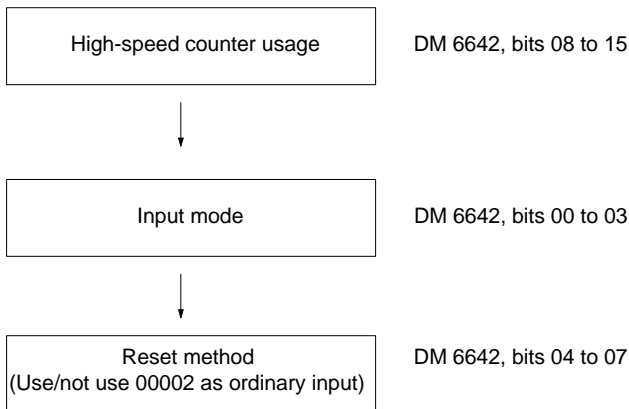 High-speed counter usage DM 6642, bits 08 to 15
Input mode DM 6642, bits 00 to 03
Reset method DM 6642, bits 04 to 07
(Use/not use 00002 as ordinary input)